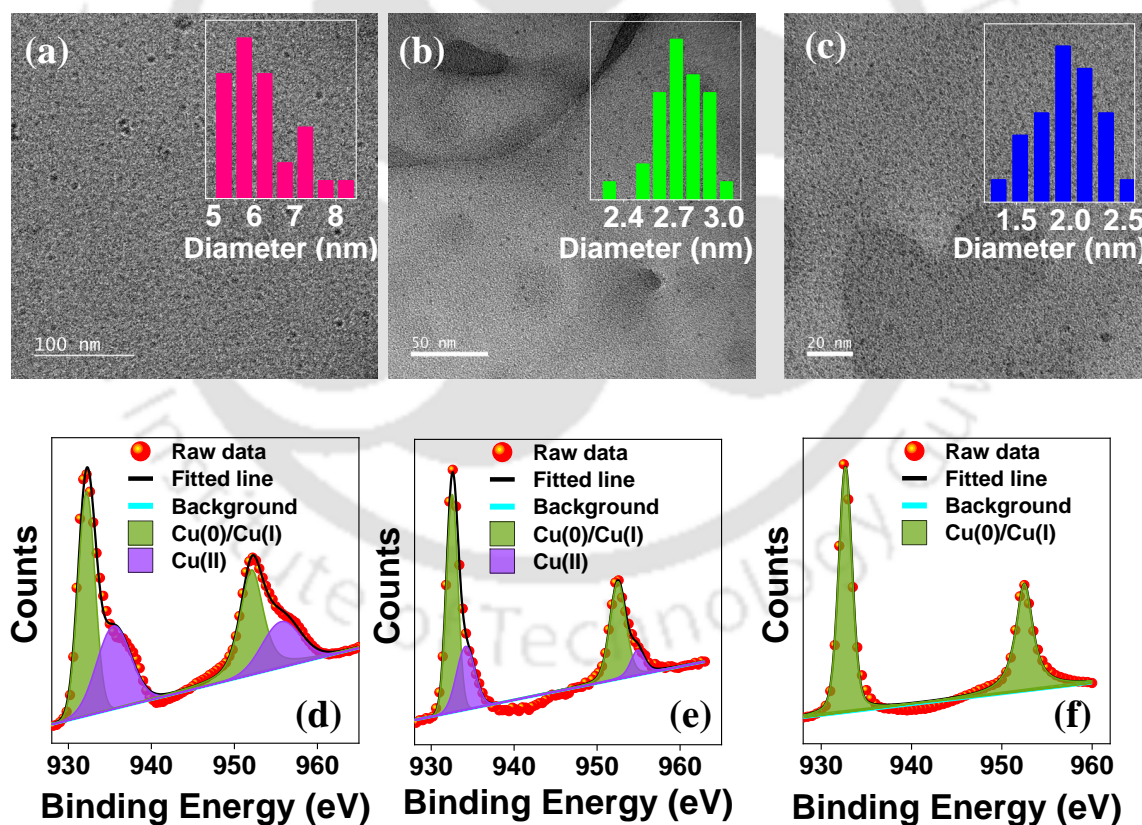 (a)
5 6 7 8
Diameter (nm)
100 nm
(b)
2.4 2.7 3.0
Diameter (nm)
50 nm
(c)
1.5 2.0 2.5
Diameter (nm)
20 nm
Raw data
Fitted line
Background
Cu(0)/Cu(I)
Cu(II)
Counts
(d)
930 940 950 960
Binding Energy (eV)
Raw data
Fitted line
Background
Cu(0)/Cu(I)
Cu(II)
Counts
(e)
930 940 950 960
Binding Energy (eV)
Raw data
Fitted line
Background
Cu(0)/Cu(I)
Counts
(f)
930 940 950 960
Binding Energy (eV)
Institute of Technology Guw